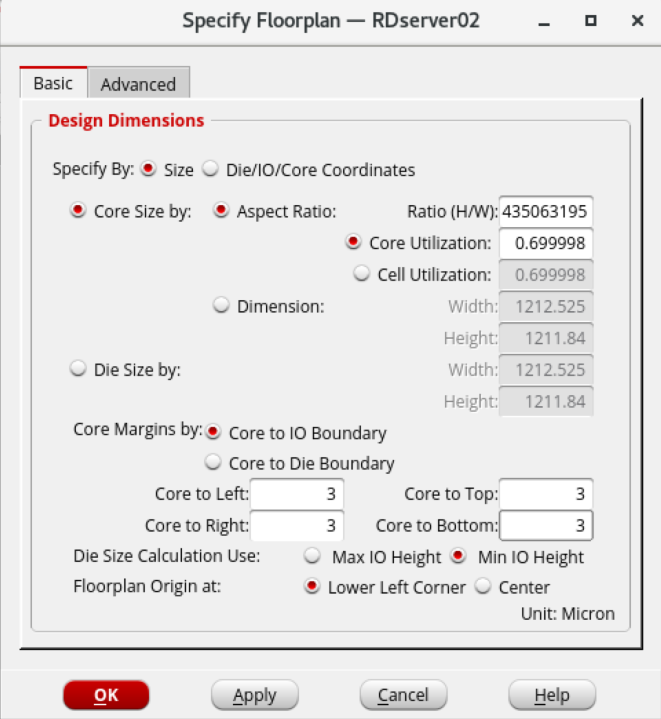 Specify Floorplan — RDserver02
Basic Advanced
Design Dimensions
Specify By: Size Die/IO/Core Coordinates
Core Size by: Aspect Ratio: Ratio (H/W): 435063195
Core Utilization: 0.699998
Cell Utilization: 0.699998
Dimension: Width: 1212.525
Height: 1211.84
Die Size by: Width: 1212.525
Height: 1211.84
Core Margins by: Core to IO Boundary
Core to Die Boundary
Core to Left: 3 Core to Top: 3
Core to Right: 3 Core to Bottom: 3
Die Size Calculation Use: Max IO Height Min IO Height
Floorplan Origin at: Lower Left Corner Center
Unit: Micron
OK Apply Cancel Help